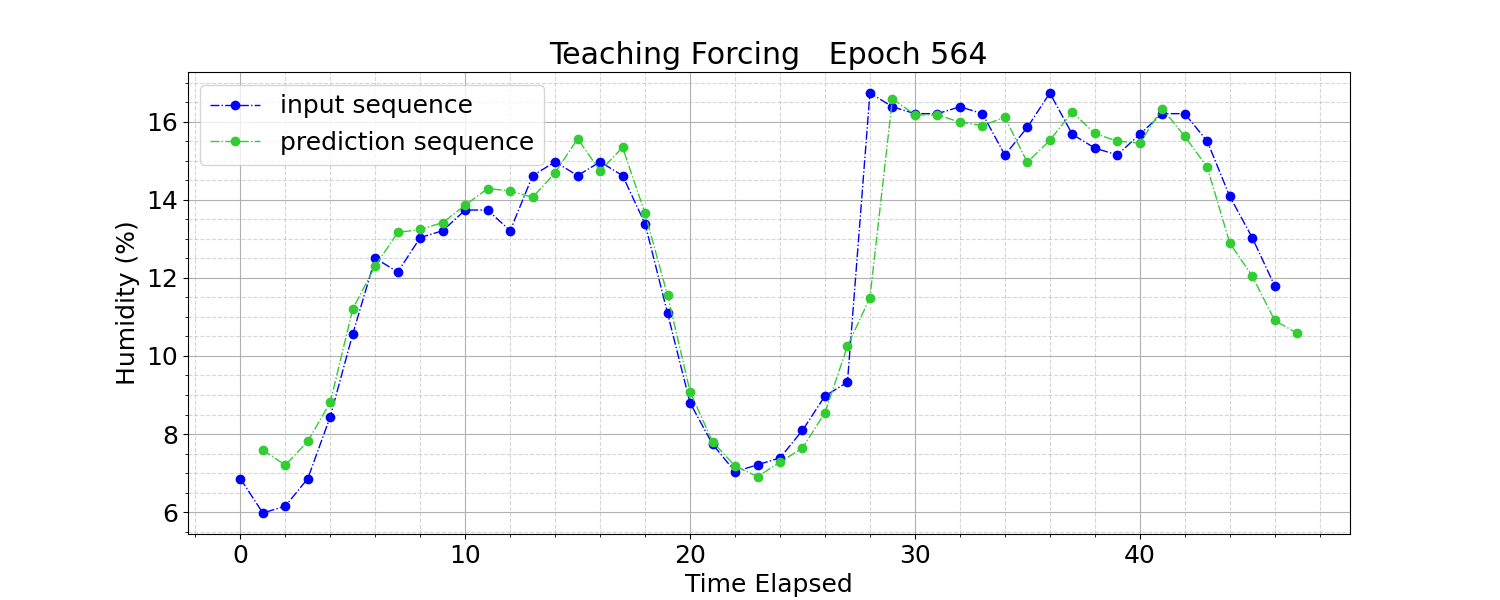 Teaching Forcing   Epoch 564
input sequence
prediction sequence
Humidity (%)
16
14
12
10
8
6
0 10 20 30 40
Time Elapsed